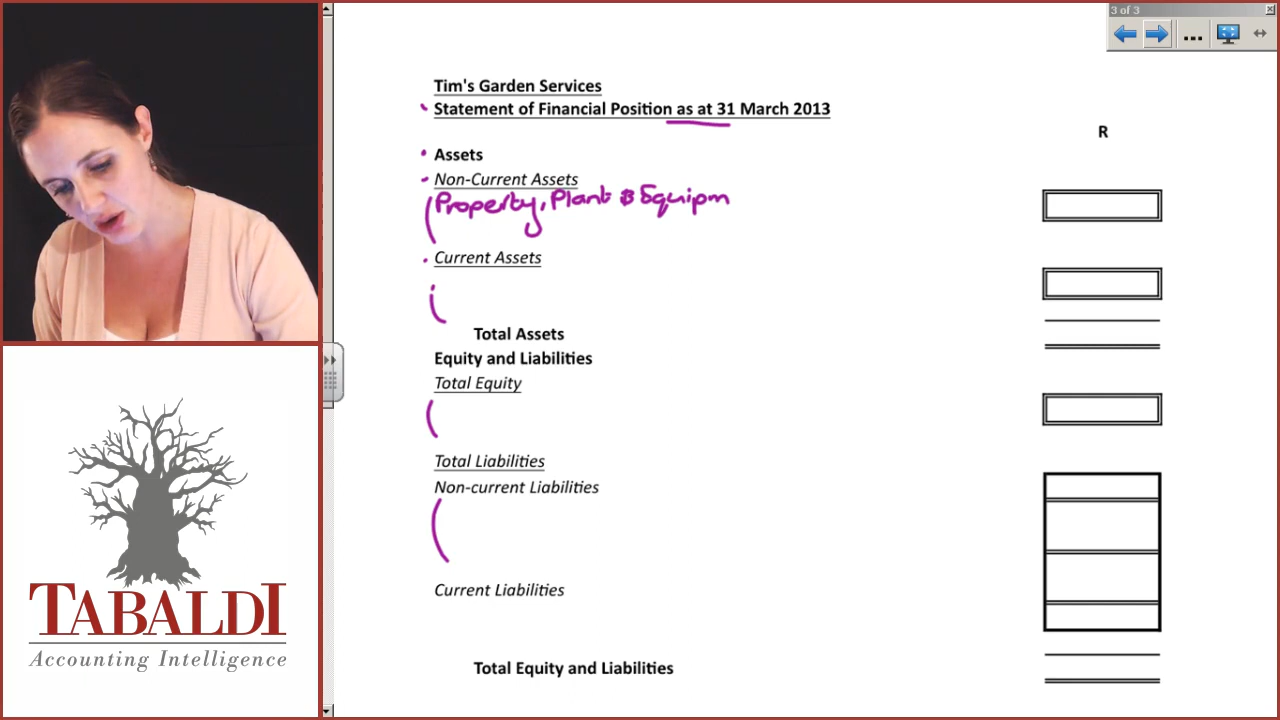 3 of 3
Tim's Garden Services
Statement of Financial Position as at 31 March 2013
R
Assets
Non-Current Assets
Property, Plant & Equipm
Current Assets
Total Assets
Equity and Liabilities
Total Equity
Total Liabilities
Non-current Liabilities
Current Liabilities
Total Equity and Liabilities
TABALDI
Accounting Intelligence